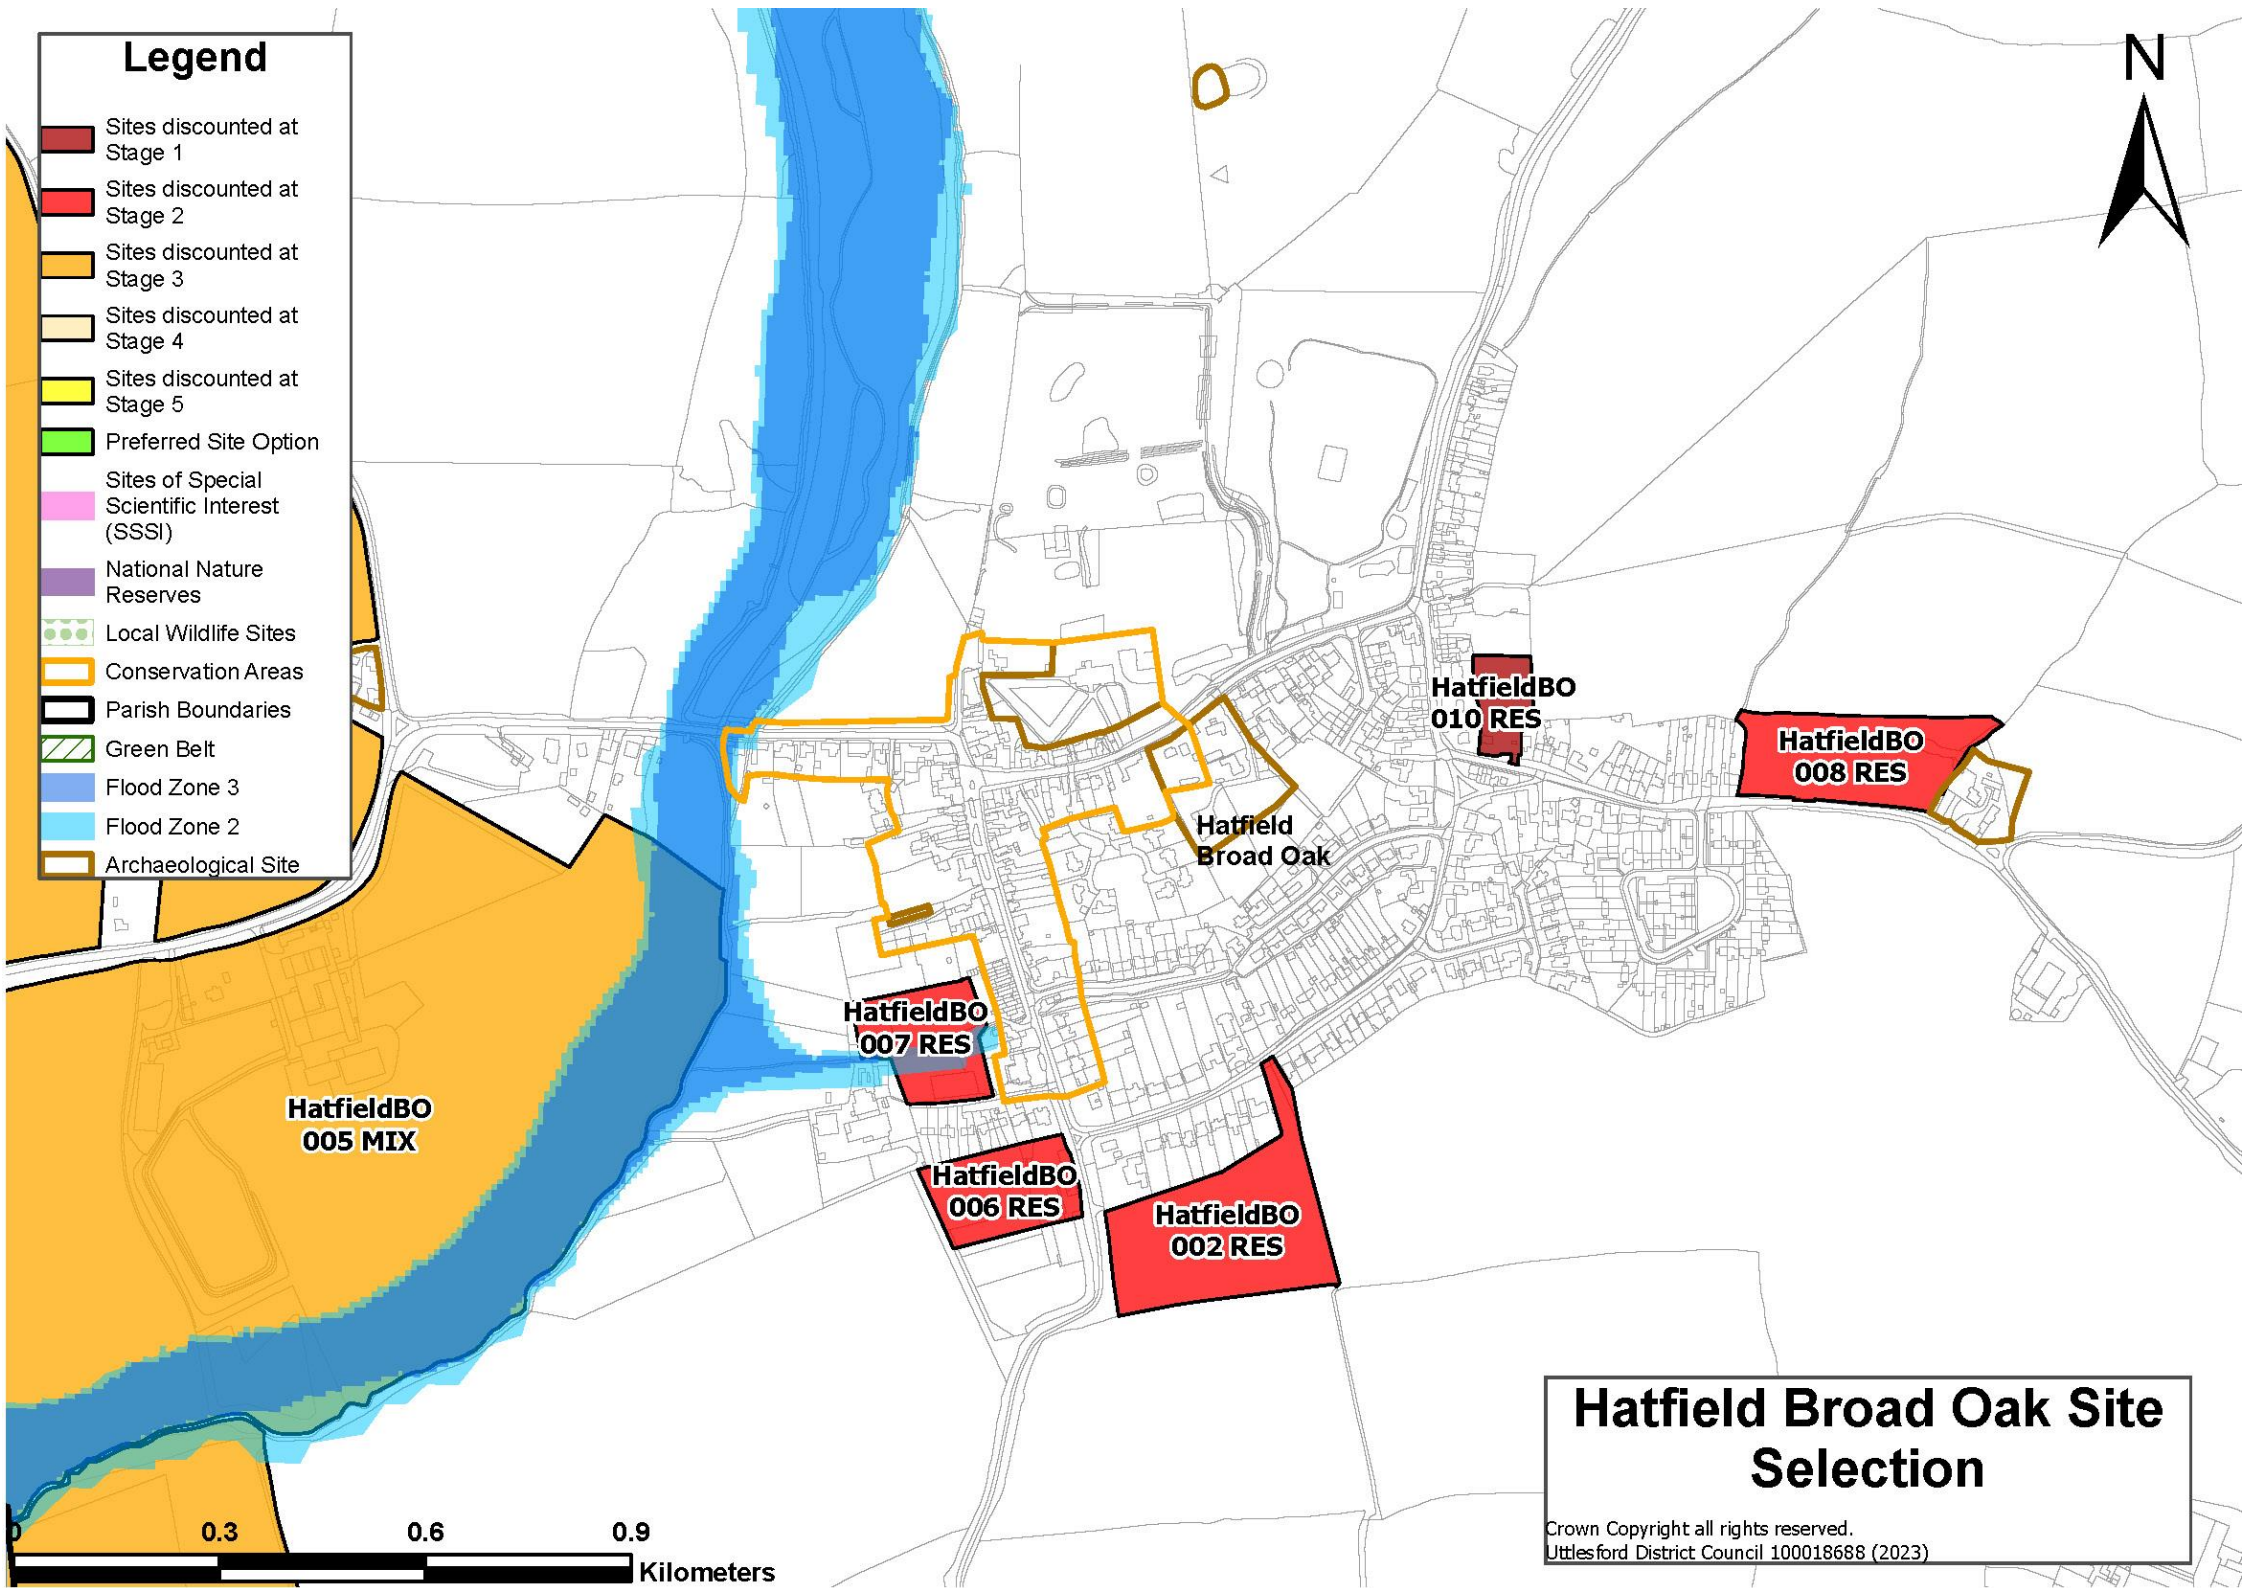 Legend
Sites discounted at
Stage 1
Sites discounted at
Stage 2
Sites discounted at
Stage 3
Sites discounted at
Stage 4
Sites discounted at
Stage 5
Preferred Site Option
Sites of Special
Scientific Interest
(SSSI)
National Nature
Reserves
Local Wildlife Sites
Conservation Areas
Parish Boundaries
Green Belt
Flood Zone 3
Flood Zone 2
Archaeological Site
N
HatfieldBO
010 RES
HatfieldBO
008 RES
Hatfield
Broad Oak
HatfieldBO
007 RES
HatfieldBO
005 MIX
HatfieldBO
006 RES
HatfieldBO
002 RES
0 0.3 0.6 0.9
Kilometers
Hatfield Broad Oak Site
Selection
Crown Copyright all rights reserved.
Uttlesford District Council 100018688 (2023)